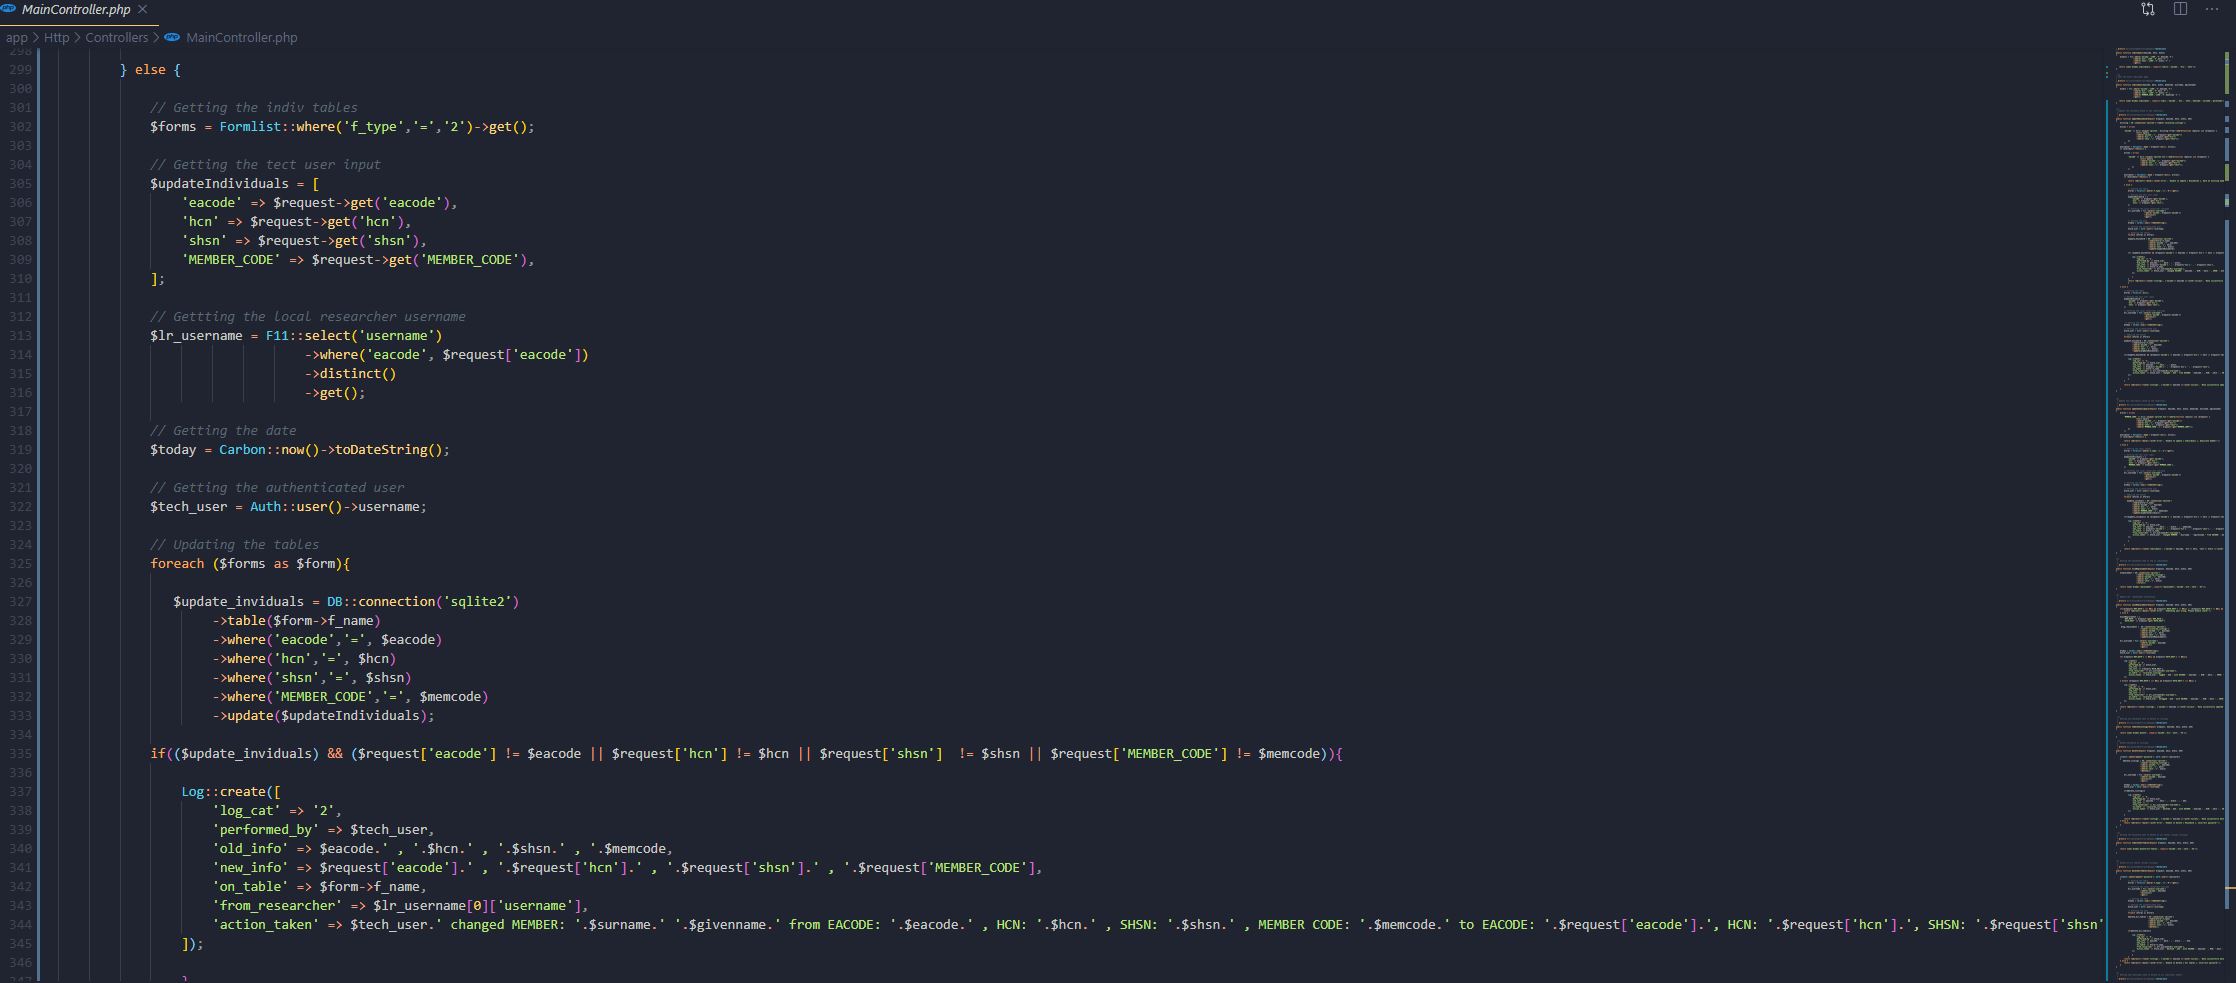 MainController.php
app > Http > Controllers > MainController.php
298
299 } else {
300
301 // Getting the indiv tables
302 $forms = Formlist::where('f_type','=','2')->get();
303
304 // Getting the tect user input
305 $updateIndividuals = [
306 'eacode' => $request->get('eacode'),
307 'hcn' => $request->get('hcn'),
308 'shsn' => $request->get('shsn'),
309 'MEMBER_CODE' => $request->get('MEMBER_CODE'),
310 ];
311
312 // Gettting the local researcher username
313 $lr_username = F11::select('username')
314 ->where('eacode', $request['eacode'])
315 ->distinct()
316 ->get();
317
318 // Getting the date
319 $today = Carbon::now()->toDateString();
320
321 // Getting the authenticated user
322 $tech_user = Auth::user()->username;
323
324 // Updating the tables
325 foreach ($forms as $form){
326
327 $update_inviduals = DB::connection('sqlite2')
328 ->table($form->f_name)
329 ->where('eacode','=', $eacode)
330 ->where('hcn','=', $hcn)
331 ->where('shsn','=', $shsn)
332 ->where('MEMBER_CODE','=', $memcode)
333 ->update($updateIndividuals);
334
335 if(($update_inviduals) && ($request['eacode'] != $eacode || $request['hcn'] != $hcn || $request['shsn']  != $shsn || $request['MEMBER_CODE'] != $memcode)){
336
337 Log::create([
338 'log_cat' => '2',
339 'performed_by' => $tech_user,
340 'old_info' => $eacode.' , '.$hcn.' , '.$shsn.' , '.$memcode,
341 'new_info' => $request['eacode'].' , '.$request['hcn'].' , '.$request['shsn'].' , '.$request['MEMBER_CODE'],
342 'on_table' => $form->f_name,
343 'from_researcher' => $lr_username[0]['username'],
344 'action_taken' => $tech_user.' changed MEMBER: '.$surname.' '.$givenname.' from EACODE: '.$eacode.' , HCN: '.$hcn.' , SHSN: '.$shsn.' , MEMBER CODE: '.$memcode.' to EACODE: '.$request['eacode'].', HCN: '.$request['hcn'].', SHSN: '.$request['shsn'
345 ]);
346
347 }